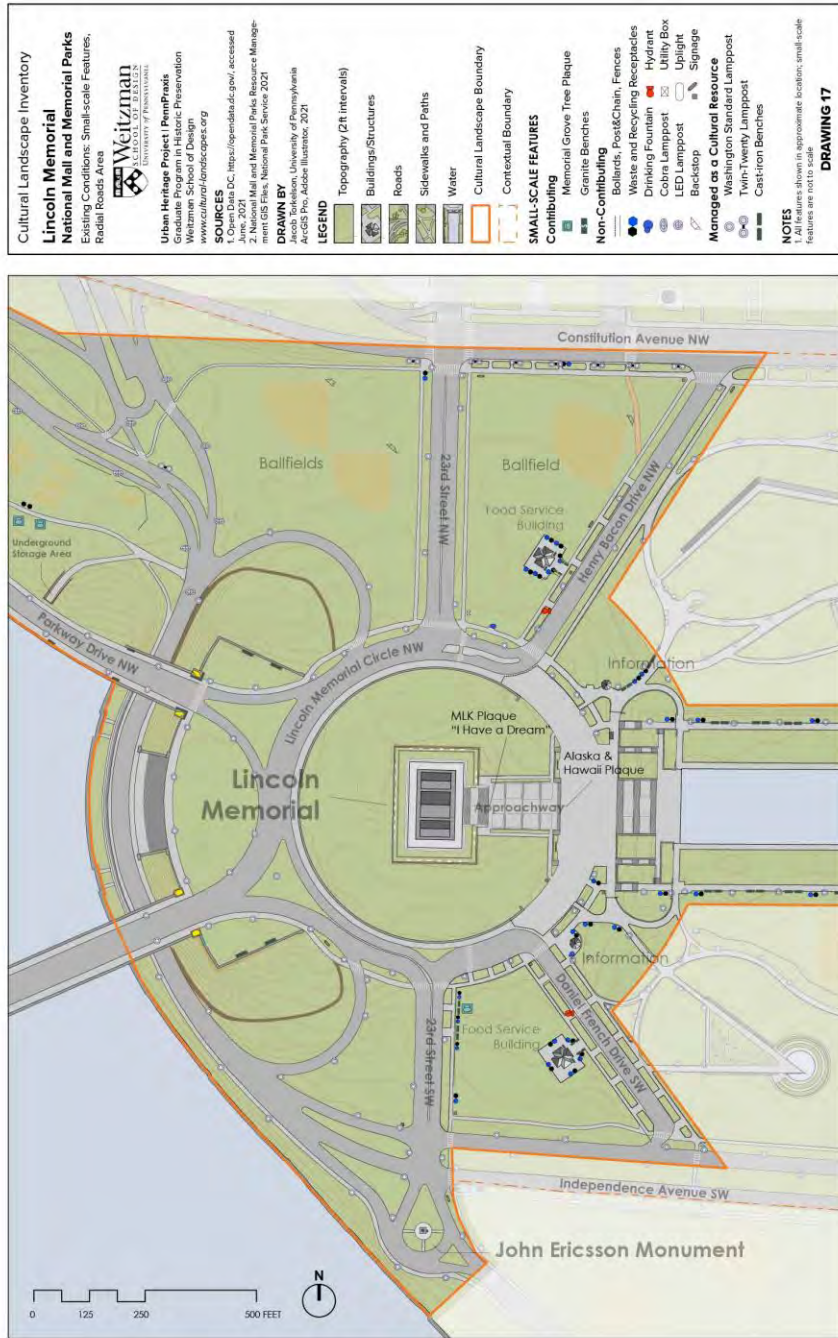 Cultural Landscape Inventory
Lincoln Memorial
National Mall and Memorial Parks
Existing Conditions: Small-scale Features,
Radial Roads Area
Weitzman
SCHOOL OF DESIGN
UNIVERSITY OF PENNSYLVANIA
Urban Heritage Project | PennPraxis
Graduate Program in Historic Preservation
Weitzman School of Design
www.cultural-landscapes.org
SOURCES
1. Open Data DC, https://opendata.dc.gov/, accessed
June, 2021
2. National Mall and Memorial Parks Resource Manage-
ment GIS Files, National Park Service 2021
DRAWN BY
Jacob Torkelson, University of Pennsylvania
ArcGIS Pro, Adobe Illustrator, 2021
LEGEND
Topography (2ft intervals)
Buildings/Structures
Roads
Sidewalks and Paths
Water
Cultural Landscape Boundary
Contextual Boundary
SMALL-SCALE FEATURES
Contributing
Memorial Grove Tree Plaque
Granite Benches
Non-Contributing
Bollards, Post&Chain, Fences
Waste and Recycling Receptacles
Drinking Fountain
Hydrant
Cobra Lamppost
Utility Box
LED Lamppost
Uplight
Backstop
Signage
Managed as a Cultural Resource
Washington Standard Lamppost
Twin-Twenty Lamppost
Cast-iron Benches
NOTES
1. All features shown in approximate location; small-scale
features are not to scale
DRAWING 17
Constitution Avenue NW
Ballfields
23rd Street NW
Ballfield
Food Service
Building
Henry Bacon Drive NW
Underground
Storage Area
Parkway Drive NW
Lincoln Memorial Circle NW
Information
MLK Plaque
"I Have a Dream"
Alaska &
Hawaii Plaque
Lincoln
Memorial
Approachway
Information
Daniel French Drive SW
23rd Street SW
Food Service
Building
Independence Avenue SW
John Ericsson Monument
N
0
125
250
500 FEET